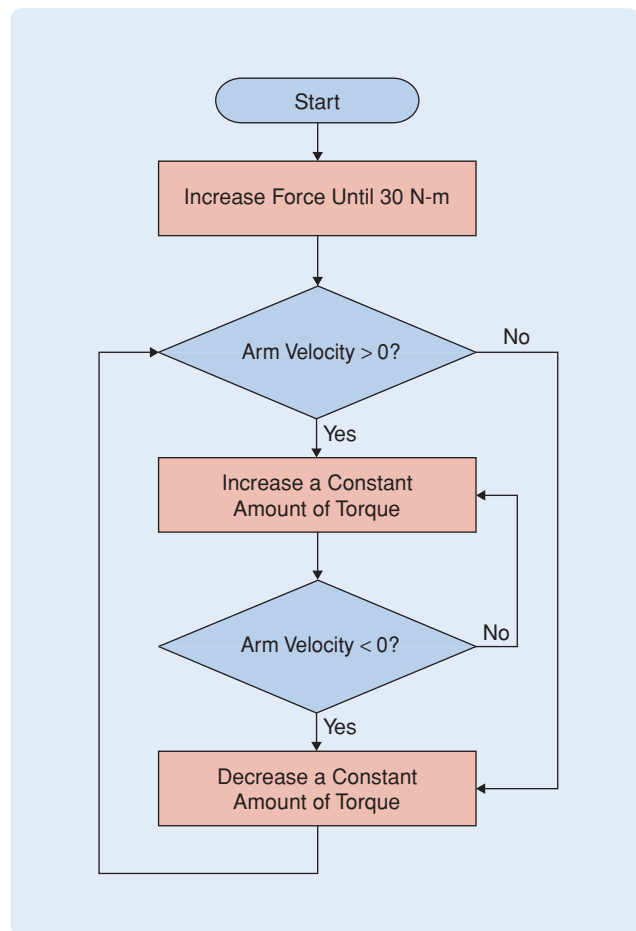 Start
Increase Force Until 30 N-m
Arm Velocity > 0?
No
Yes
Increase a Constant
Amount of Torque
Arm Velocity < 0?
No
Yes
Decrease a Constant
Amount of Torque